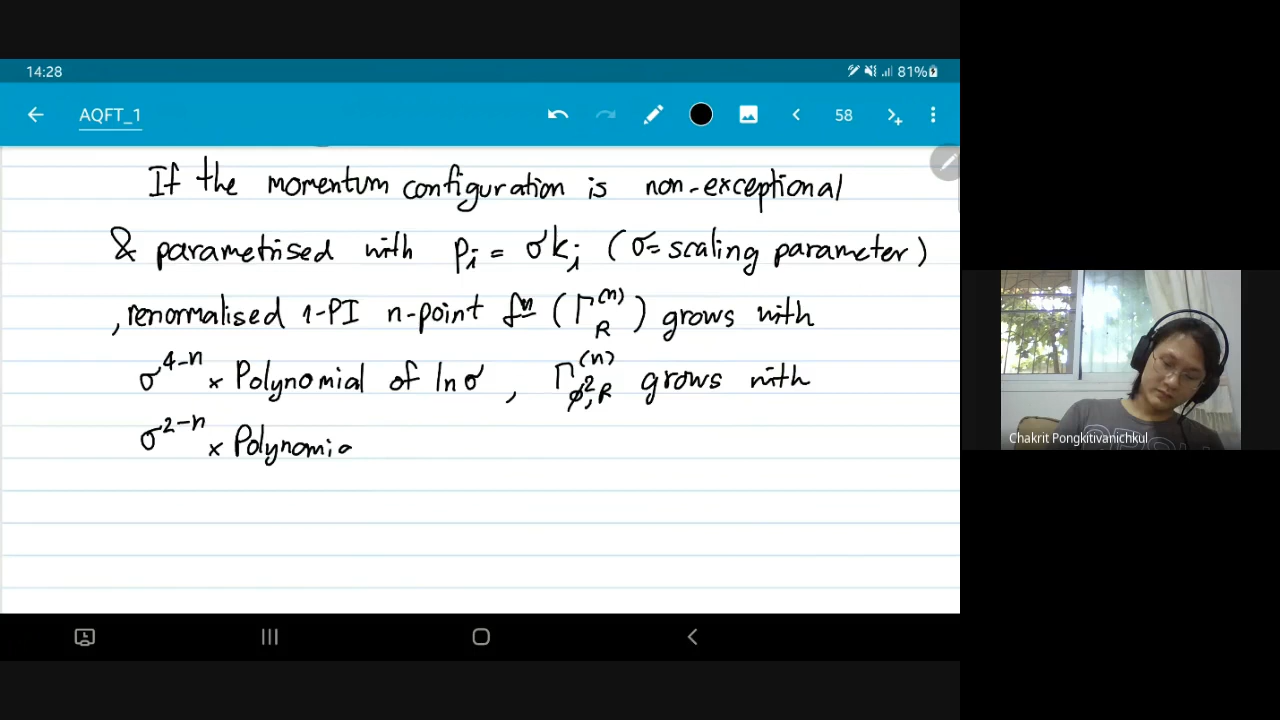 14:28
81%
AQFT_1
58
If the momentum configuration is non-exceptional
& parametrised with pᵢ = σkᵢ (σ = scaling parameter)
, renormalised 1-PI n-point fⁿ (Γ_R^(n)) grows with
σ^(4-n) × Polynomial of ln σ, Γ_(φ²,R)^(n) grows with
σ^(2-n) × Polynomia
Chakrit Pongkitivanichkul